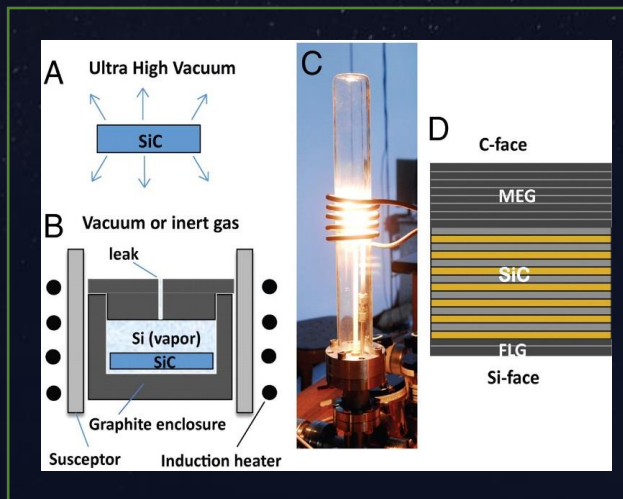 A
Ultra High Vacuum
SiC
B
Vacuum or inert gas
leak
Si (vapor)
SiC
Graphite enclosure
Susceptor
Induction heater
C
D
C-face
MEG
SiC
FLG
Si-face